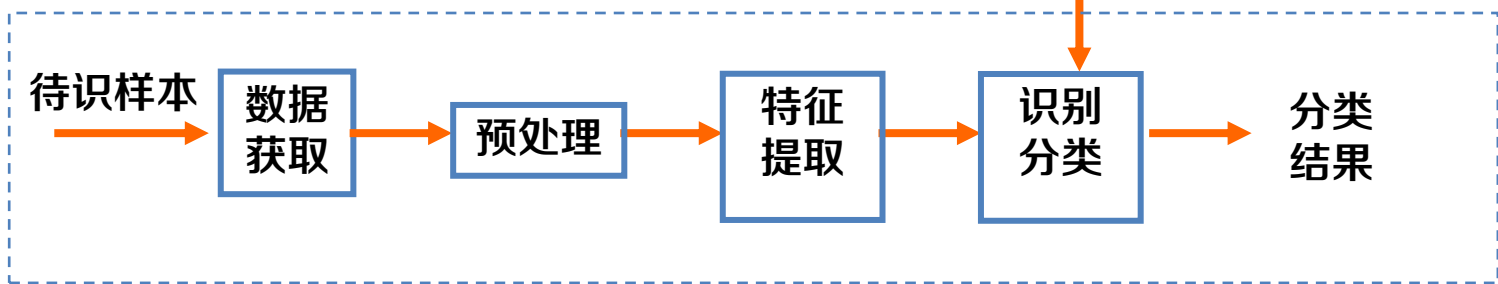 待识样本
数据
获取
预处理
特征
提取
识别
分类
分类
结果